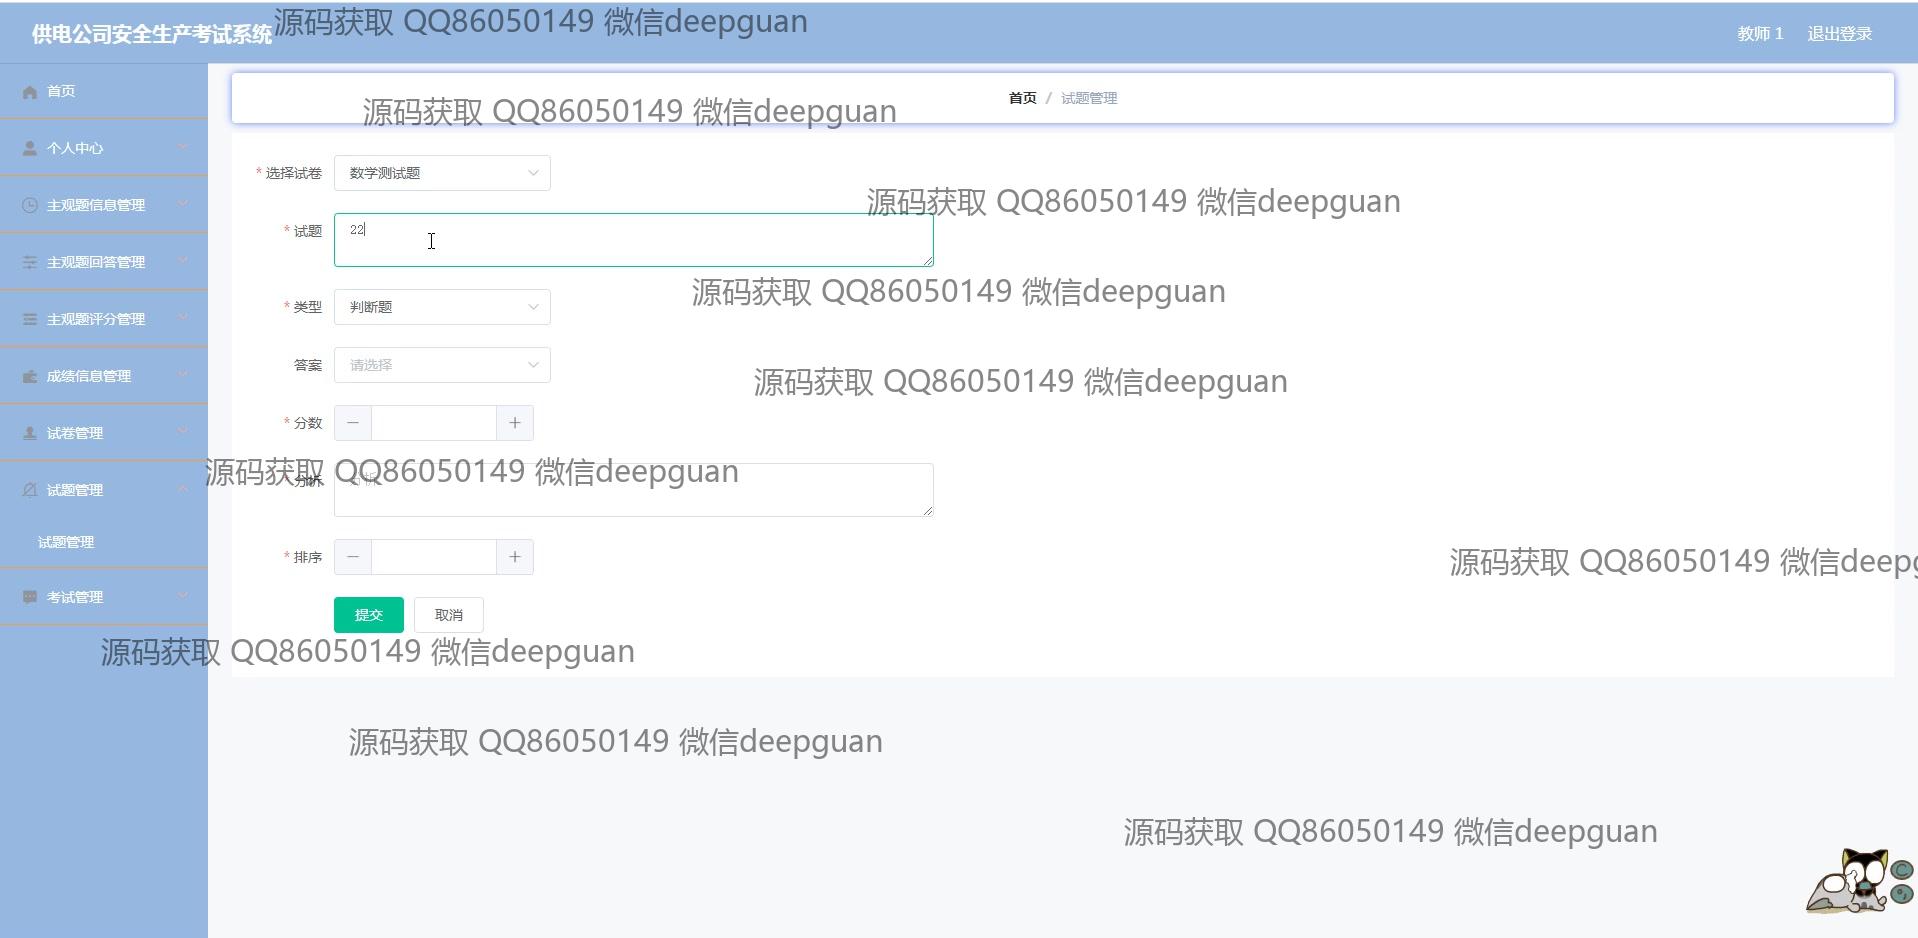 源码获取 QQ86050149 微信deepguan
供电公司安全生产考试系统
教师 1
退出登录
首页
首页 / 试题管理
源码获取 QQ86050149 微信deepguan
个人中心
* 选择试卷
数学测试题
主观题信息管理
源码获取 QQ86050149 微信deepguan
* 试题
22
主观题回答管理
源码获取 QQ86050149 微信deepguan
* 类型
判断题
主观题评分管理
答案
请选择
成绩信息管理
源码获取 QQ86050149 微信deepguan
* 分数
试卷管理
源码获取 QQ86050149 微信deepguan
* 分析
分析
试题管理
试题管理
* 排序
源码获取 QQ86050149 微信deepg
考试管理
提交
取消
源码获取 QQ86050149 微信deepguan
源码获取 QQ86050149 微信deepguan
源码获取 QQ86050149 微信deepguan